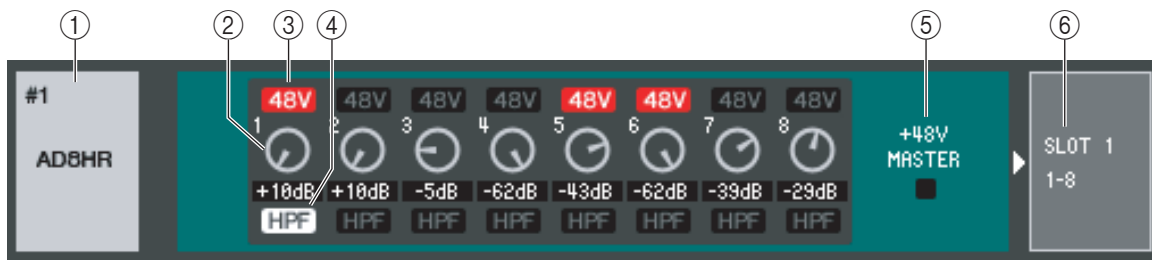 ① ② ③ ④ ⑤ ⑥
#1
AD8HR
48V 48V 48V 48V 48V 48V 48V 48V
1 2 3 4 5 6 7 8
+10dB +10dB -5dB -62dB -43dB -62dB -39dB -29dB
HPF HPF HPF HPF HPF HPF HPF HPF
+48V
MASTER
SLOT 1
1-8